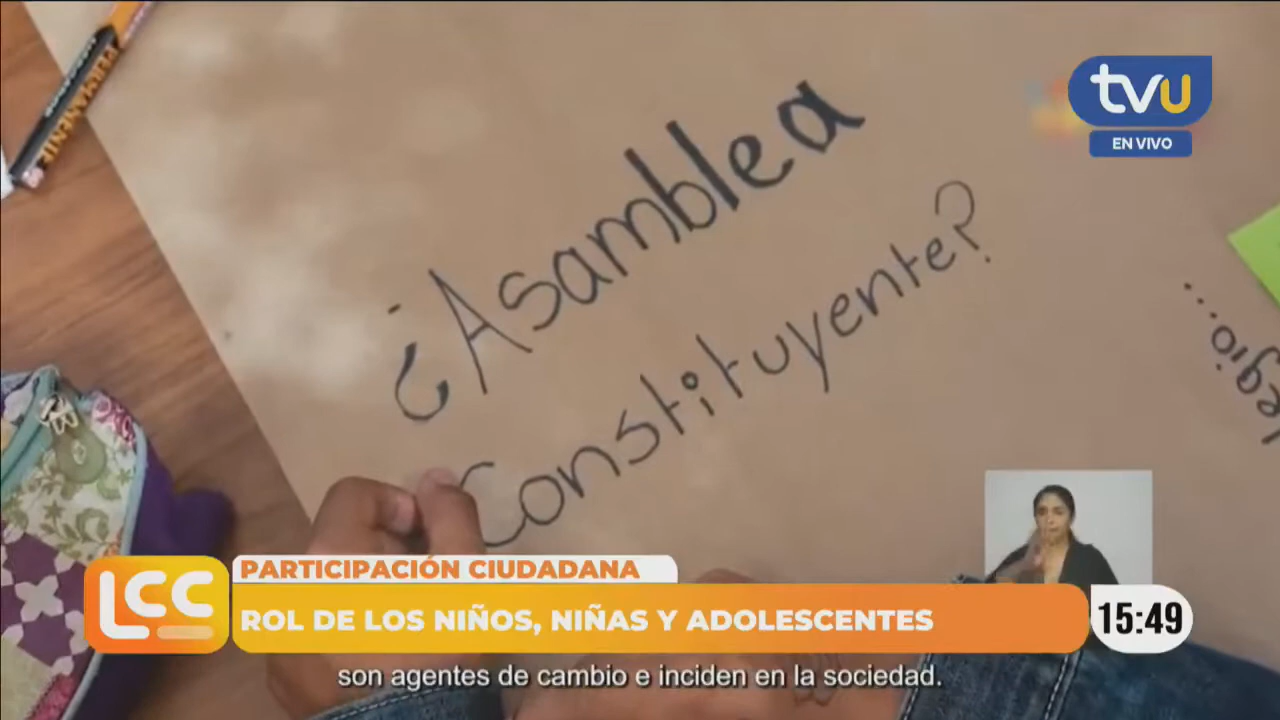 PERMANENTE
tvu
EN VIVO
¿Asamblea
Constituyente?
LCC
PARTICIPACIÓN CIUDADANA
ROL DE LOS NIÑOS, NIÑAS Y ADOLESCENTES
15:49
son agentes de cambio e inciden en la sociedad.